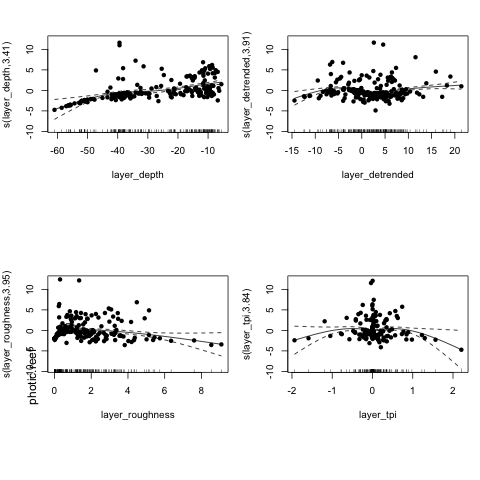 s(layer_depth,3.41)
10
5
0
-5
-10
-60 -50 -40 -30 -20 -10
layer_depth
s(layer_detrended,3.91)
10
5
0
-5
-10
-15 -10 -5 0 5 10 15 20
layer_detrended
s(layer_roughness,3.95)
photic.reef
10
5
0
-5
-10
0 2 4 6 8
layer_roughness
s(layer_tpi,3.84)
10
5
0
-5
-10
-2 -1 0 1 2
layer_tpi